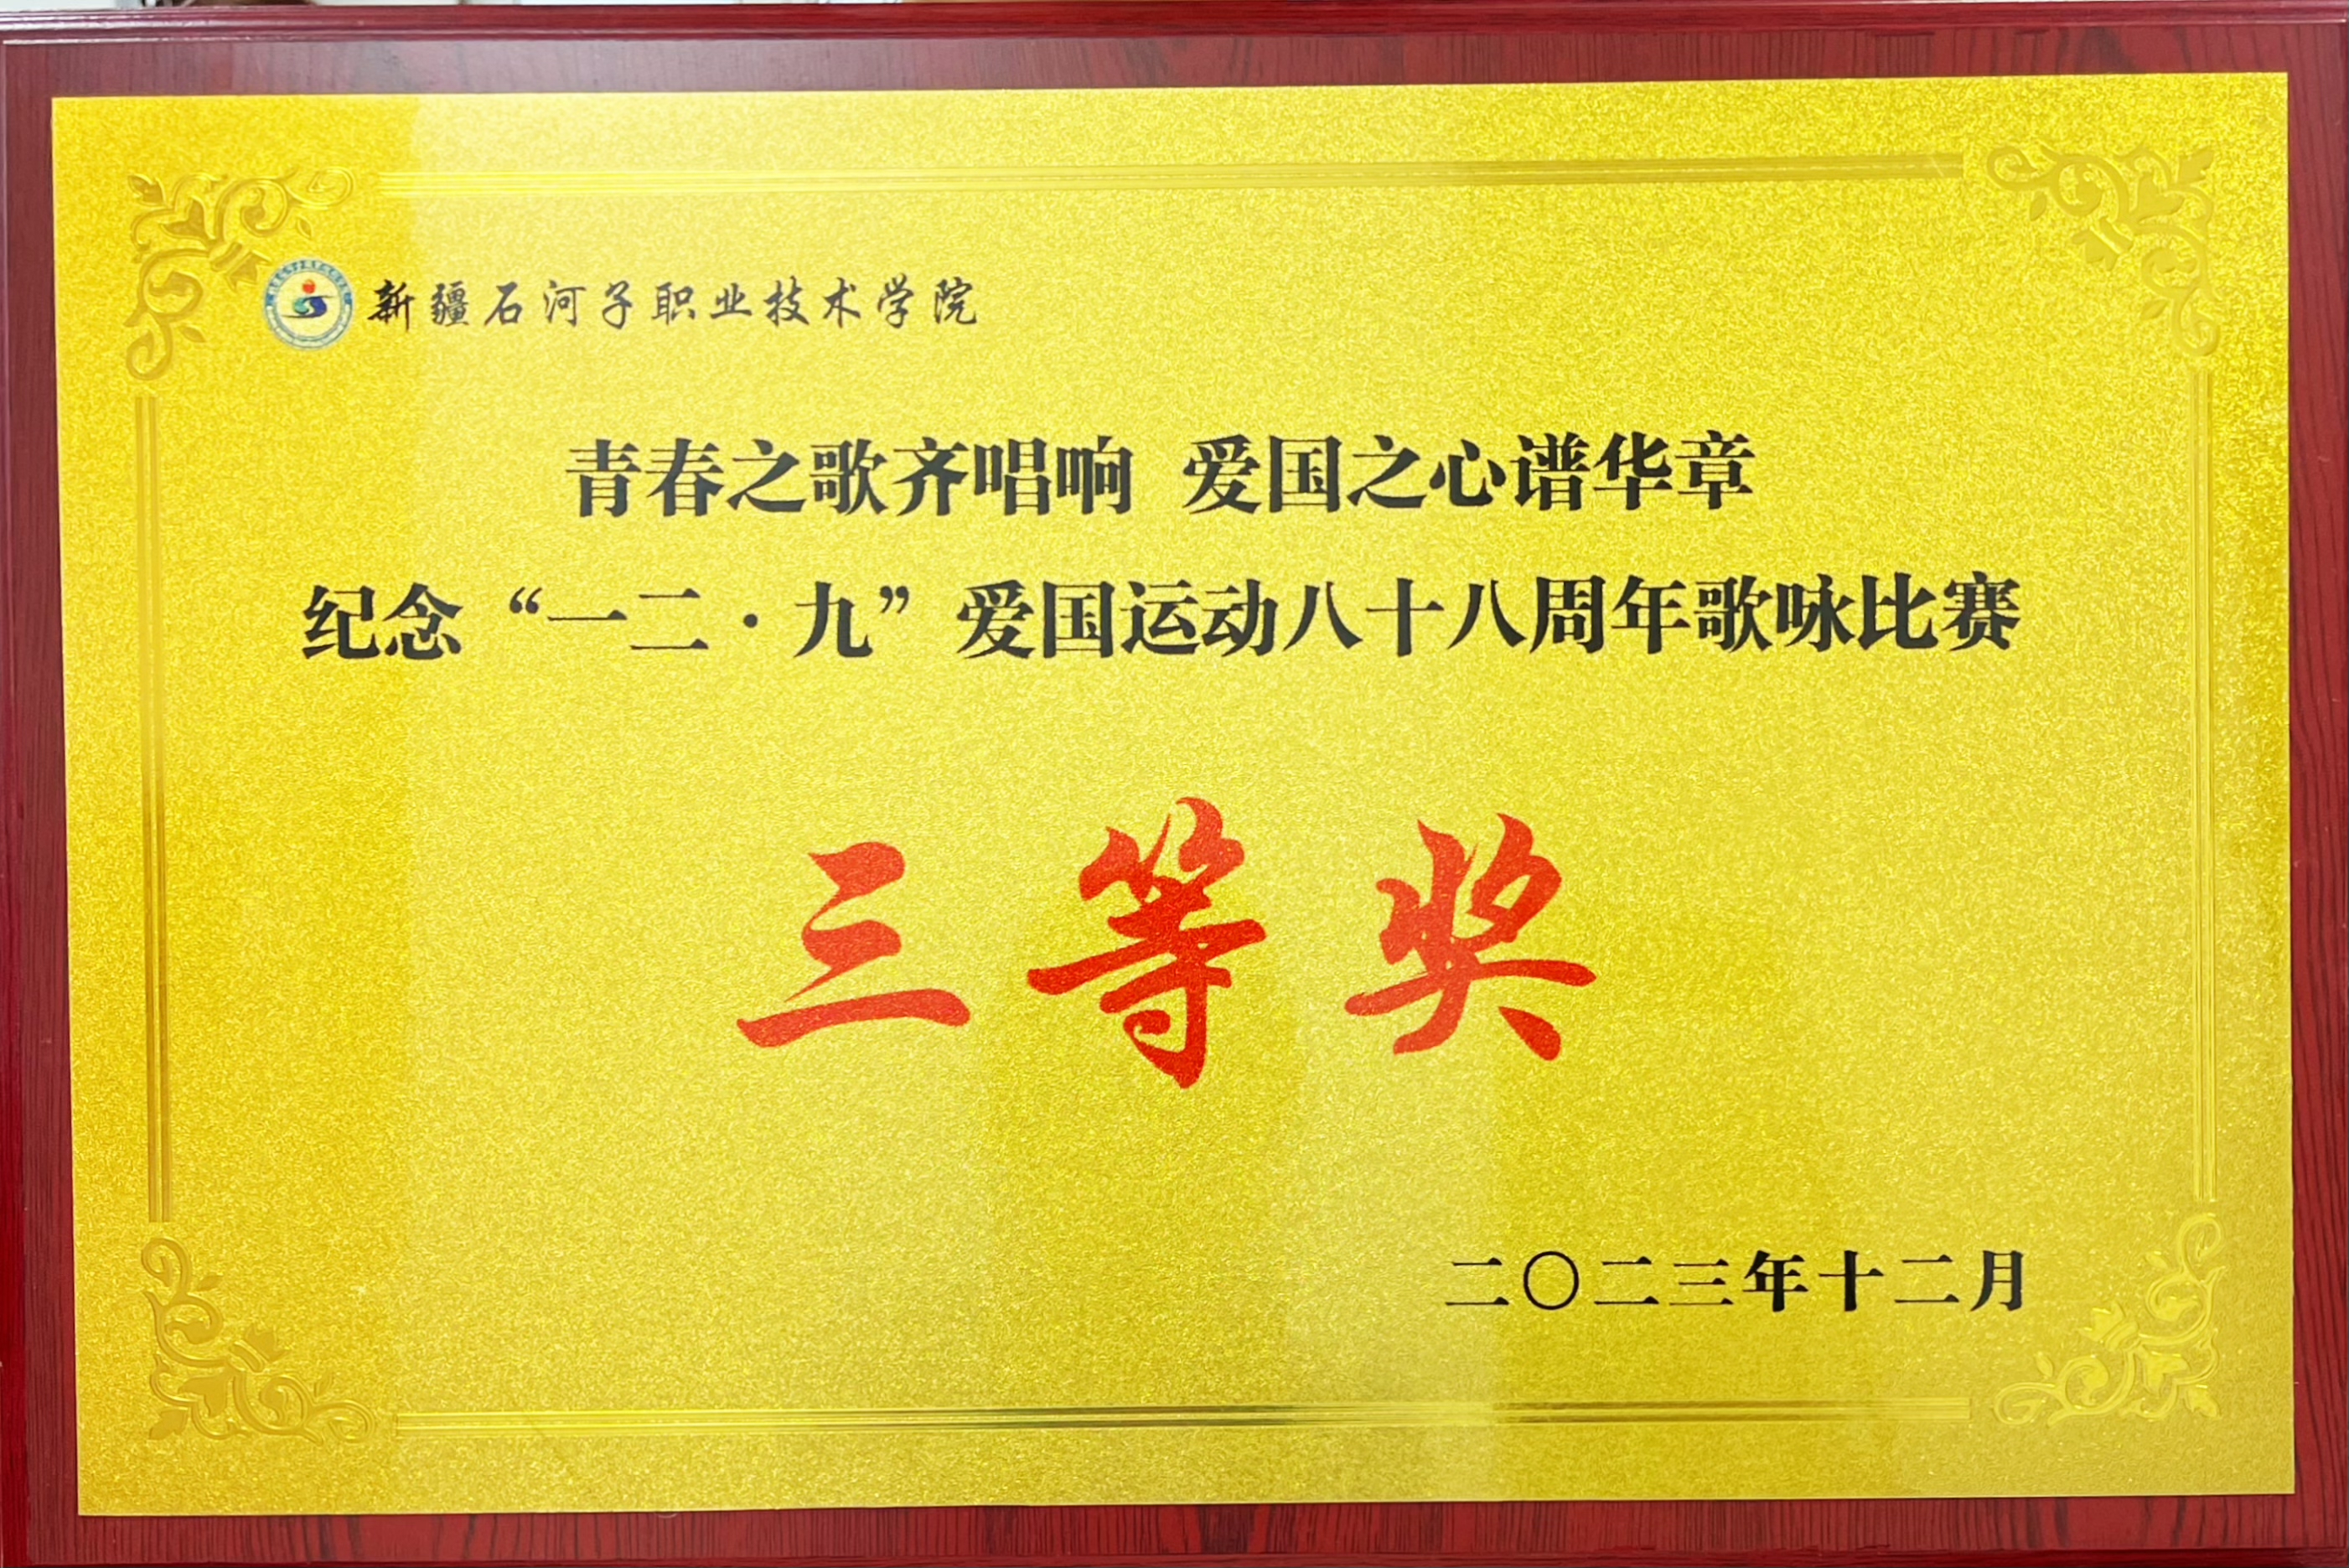 新疆石河子职业技术学院
青春之歌齐唱响 爱国之心谱华章
纪念“一二·九”爱国运动八十八周年歌咏比赛
三等奖
二〇二三年十二月